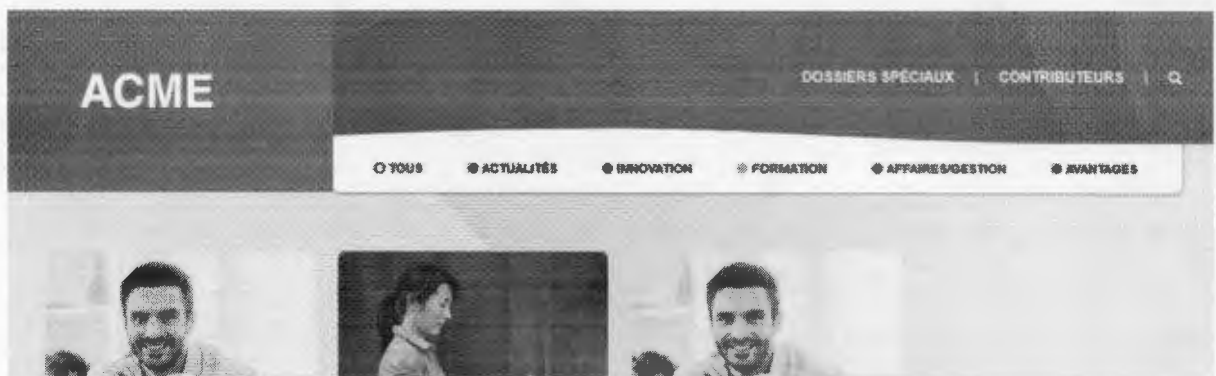 ACME
DOSSIERS SPÉCIAUX | CONTRIBUTEURS |
TOUS ACTUALITÉS INNOVATION FORMATION AFFAIRES/GESTION AVANTAGES